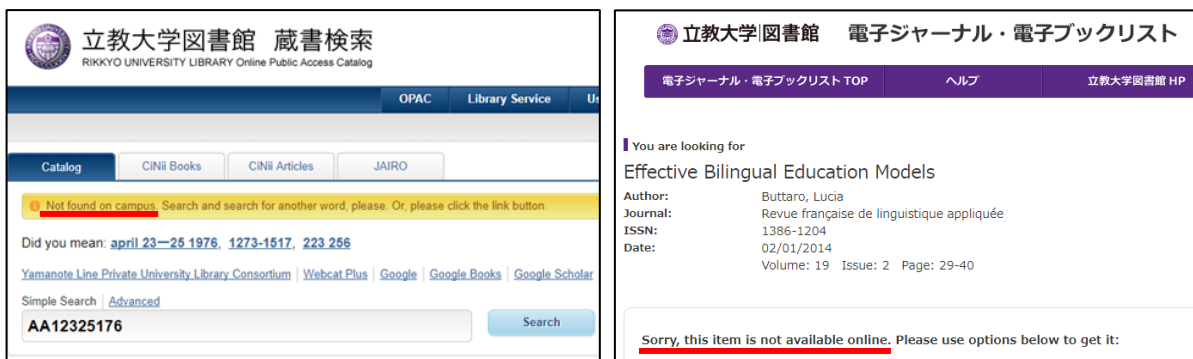 立教大学図書館 蔵書検索
RIKKYO UNIVERSITY LIBRARY Online Public Access Catalog
OPAC Library Service
Catalog CiNii Books CiNii Articles JAIRO
Not found on campus. Search and search for another word, please. Or, please click the link button.
Did you mean: april 23―25 1976, 1273-1517, 223 256
Yamanote Line Private University Library Consortium | Webcat Plus | Google | Google Books | Google Scholar
Simple Search | Advanced
AA12325176 Search
立教大学図書館 電子ジャーナル・電子ブックリスト
電子ジャーナル・電子ブックリスト TOP ヘルプ 立教大学図書館 HP
You are looking for
Effective Bilingual Education Models
Author: Buttaro, Lucia
Journal: Revue française de linguistique appliquée
ISSN: 1386-1204
Date: 02/01/2014
Volume: 19 Issue: 2 Page: 29-40
Sorry, this item is not available online. Please use options below to get it: